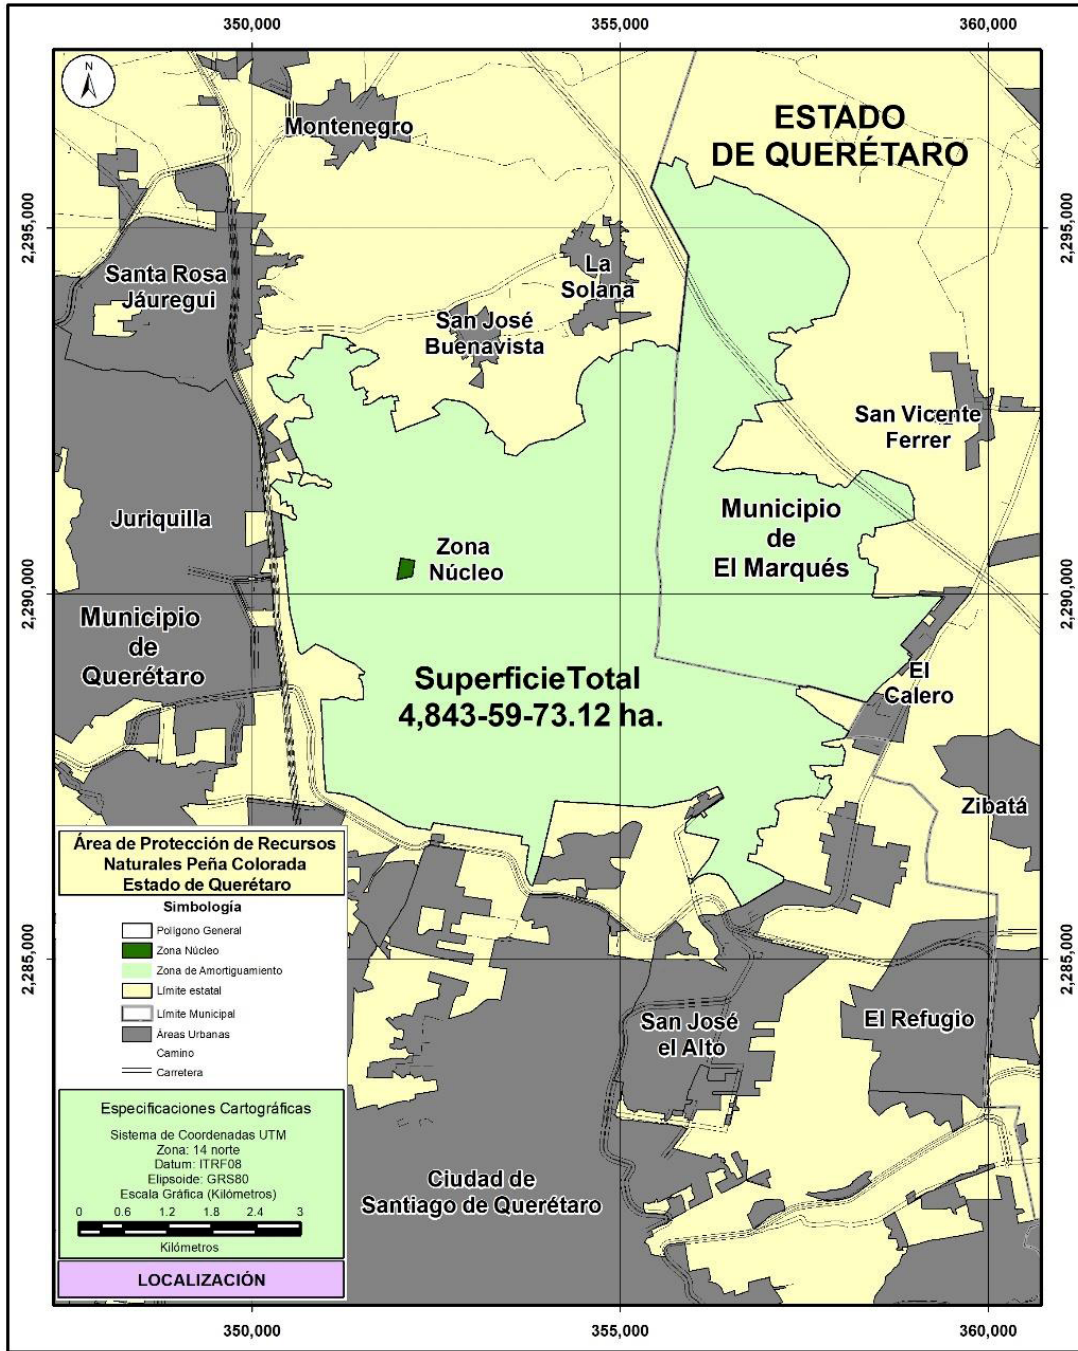 350,000
355,000
360,000
N
ESTADO
DE QUERÉTARO
Montenegro
2,295,000
2,295,000
La
Solana
Santa Rosa
Jáuregui
San José
Buenavista
San Vicente
Ferrer
Juriquilla
Municipio
de
El Marqués
Zona
Núcleo
2,290,000
2,290,000
Municipio
de
Querétaro
SuperficieTotal
4,843-59-73.12 ha.
El
Calero
Zibatá
Área de Protección de Recursos
Naturales Peña Colorada
Estado de Querétaro
Simbología
Polígono General
Zona Núcleo
Zona de Amortiguamiento
Límite estatal
Límite Municipal
Áreas Urbanas
Camino
Carretera
2,285,000
2,285,000
San José
el Alto
El Refugio
Especificaciones Cartográficas
Sistema de Coordenadas UTM
Zona: 14 norte
Datum: ITRF08
Elipsoide: GRS80
Escala Gráfica (Kilómetros)
0 0.6 1.2 1.8 2.4 3
Kilómetros
Ciudad de
Santiago de Querétaro
LOCALIZACIÓN
350,000
355,000
360,000